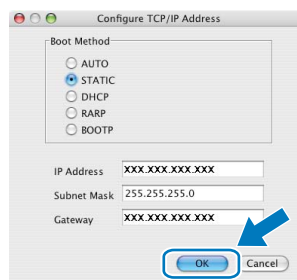 Configure TCP/IP Address
Boot Method
AUTO
STATIC
DHCP
RARP
BOOTP
IP Address XXX.XXX.XXX.XXX
Subnet Mask 255.255.255.0
Gateway XXX.XXX.XXX.XXX
OK Cancel